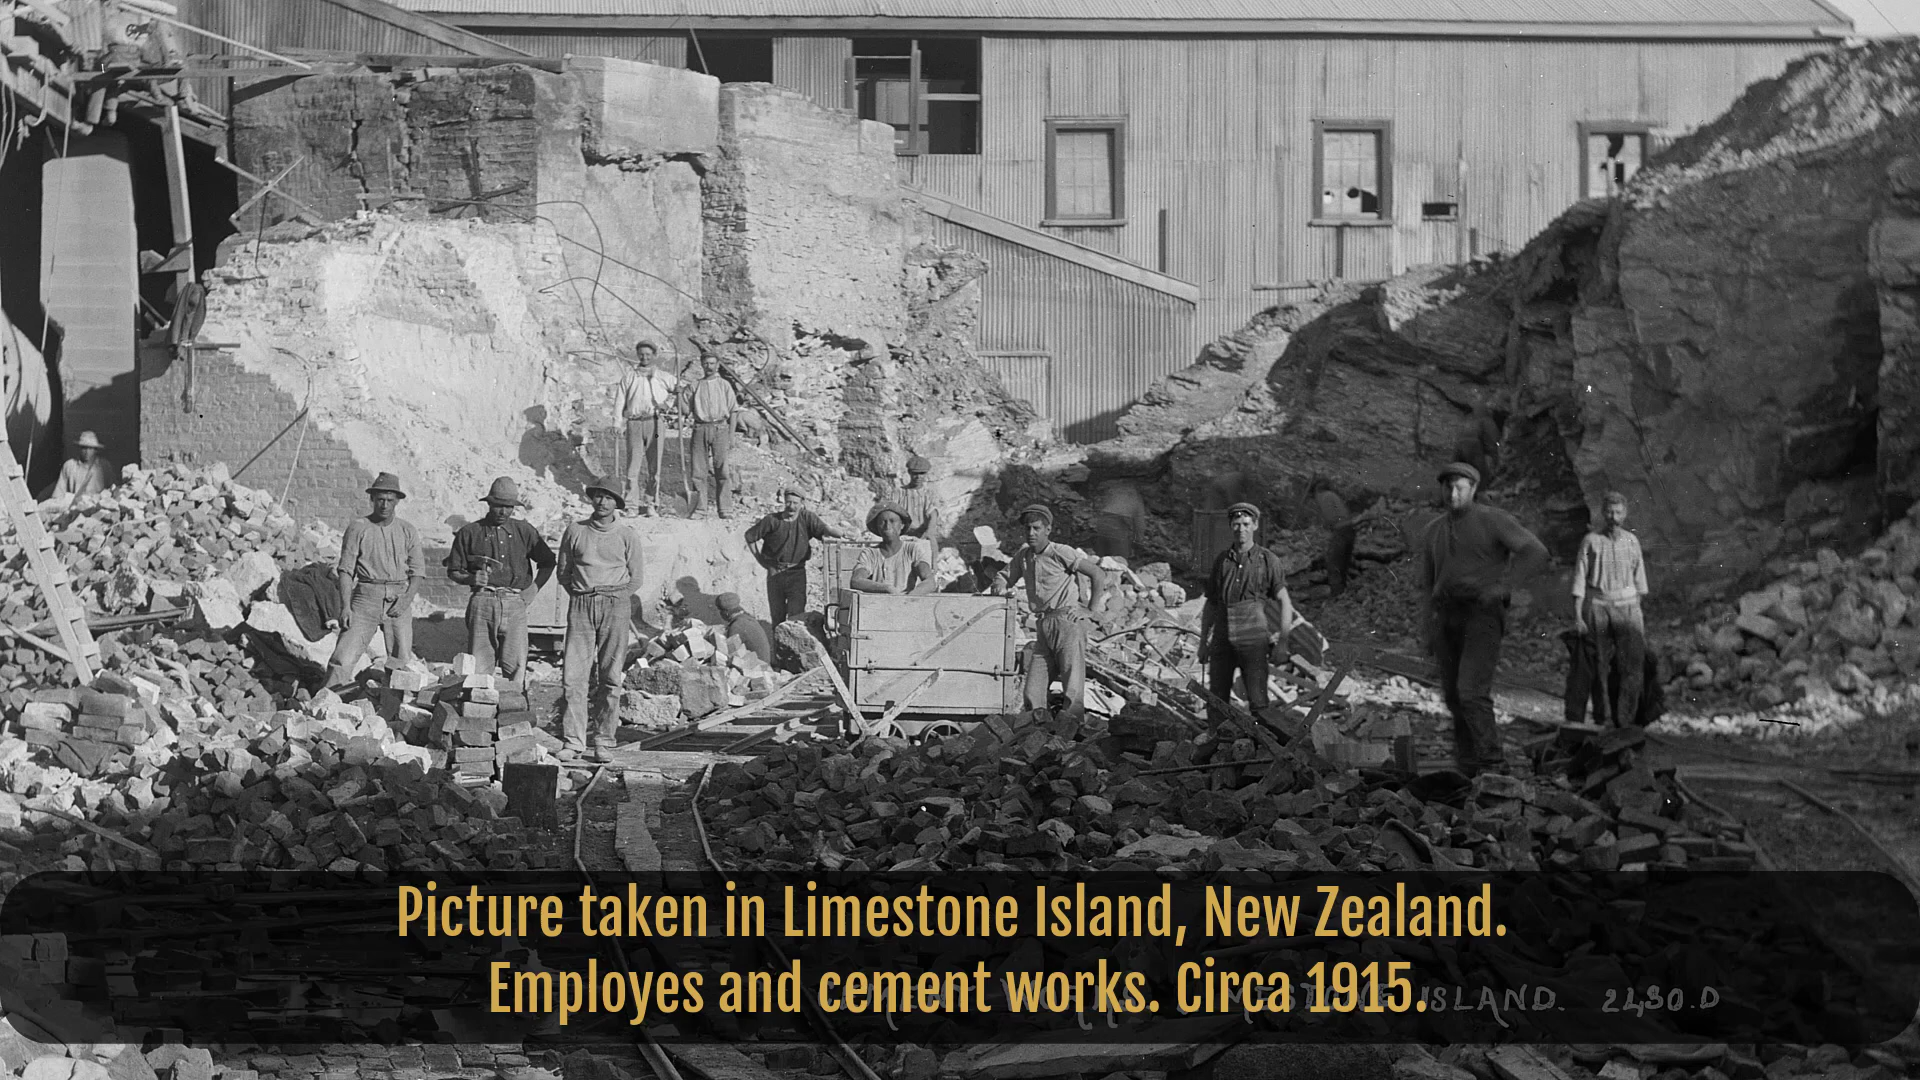 Picture taken in Limestone Island, New Zealand.
Employes and cement works. Circa 1915.
ISLAND. 2430.D